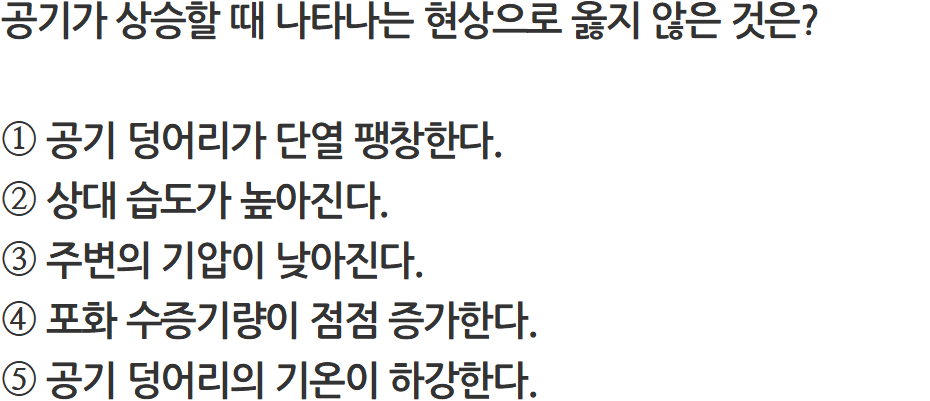 공기가 상승할 때 나타나는 현상으로 옳지 않은 것은?
① 공기 덩어리가 단열 팽창한다.
② 상대 습도가 높아진다.
③ 주변의 기압이 낮아진다.
④ 포화 수증기량이 점점 증가한다.
⑤ 공기 덩어리의 기온이 하강한다.